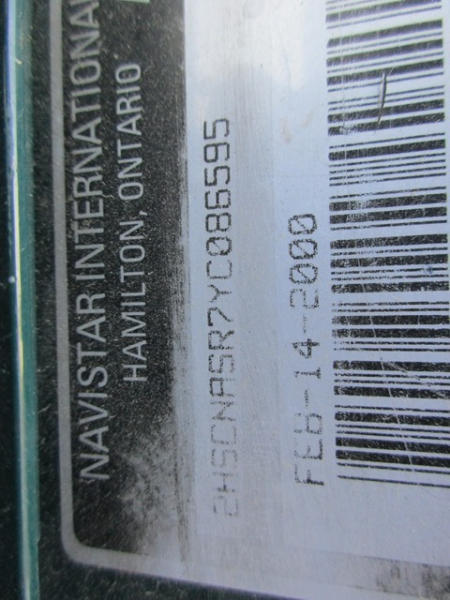 NAVISTAR INTERNATIONA
HAMILTON, ONTARIO
2HSCNASR7YC086595
FEB-14-2000